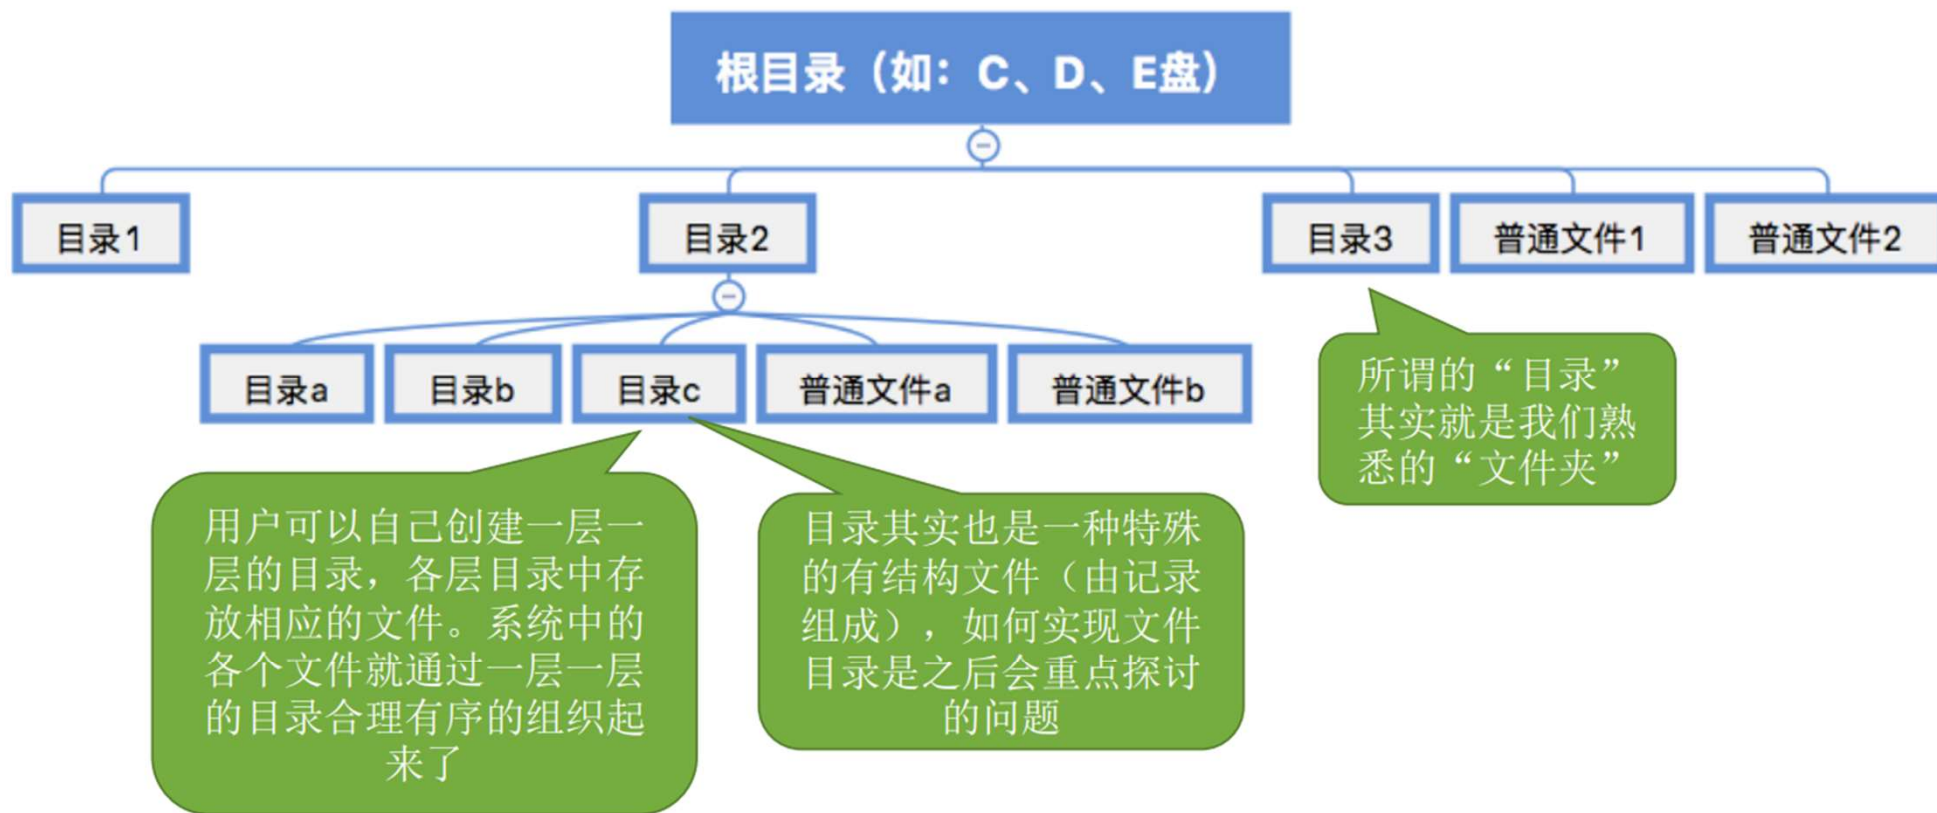 根目录（如：C、D、E盘）
目录1
目录2
目录3
普通文件1
普通文件2
目录a
目录b
目录c
普通文件a
普通文件b
所谓的“目录”
其实就是我们熟
悉的“文件夹”
用户可以自己创建一层一
层的目录，各层目录中存
放相应的文件。系统中的
各个文件就通过一层一层
的目录合理有序的组织起
来了
目录其实也是一种特殊
的有结构文件（由记录
组成），如何实现文件
目录是之后会重点探讨
的问题